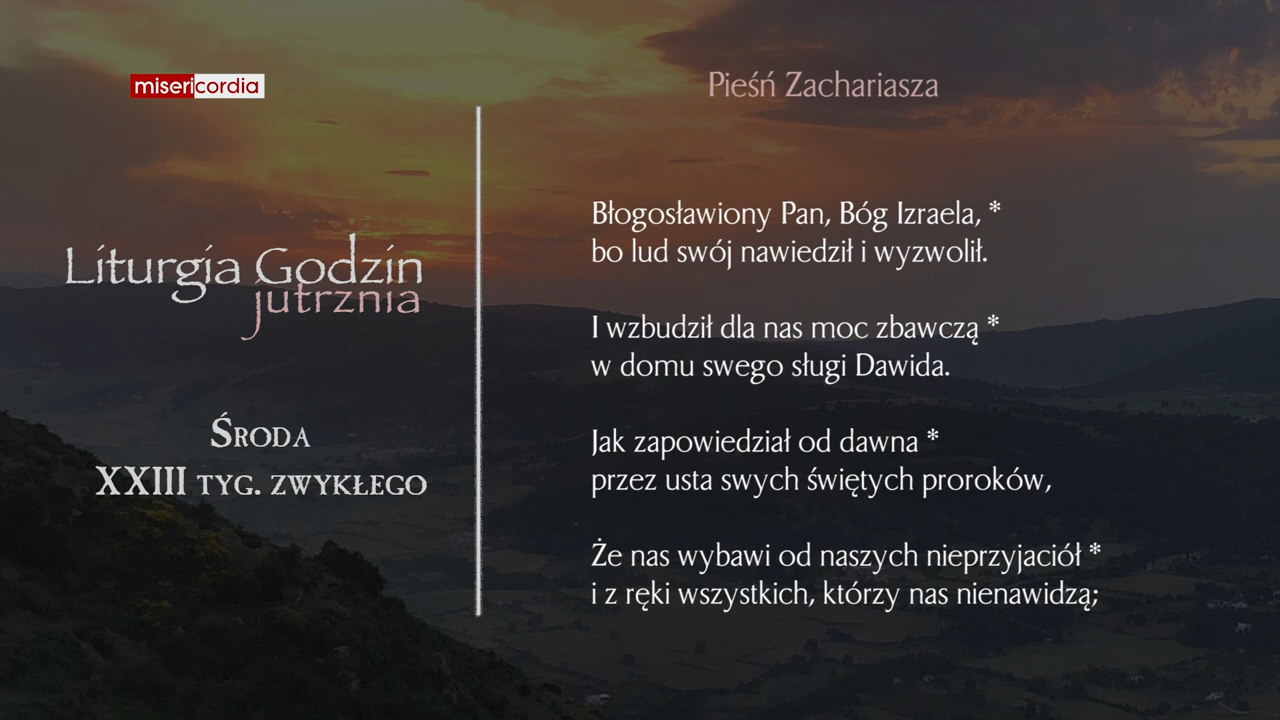 misericordia
Liturgia Godzin
jutrznia
Środa
XXIII tyg. zwykłego
Pieśń Zachariasza
Błogosławiony Pan, Bóg Izraela, *
bo lud swój nawiedził i wyzwolił.
I wzbudził dla nas moc zbawczą *
w domu swego sługi Dawida.
Jak zapowiedział od dawna *
przez usta swych świętych proroków,
Że nas wybawi od naszych nieprzyjaciół *
i z ręki wszystkich, którzy nas nienawidzą;